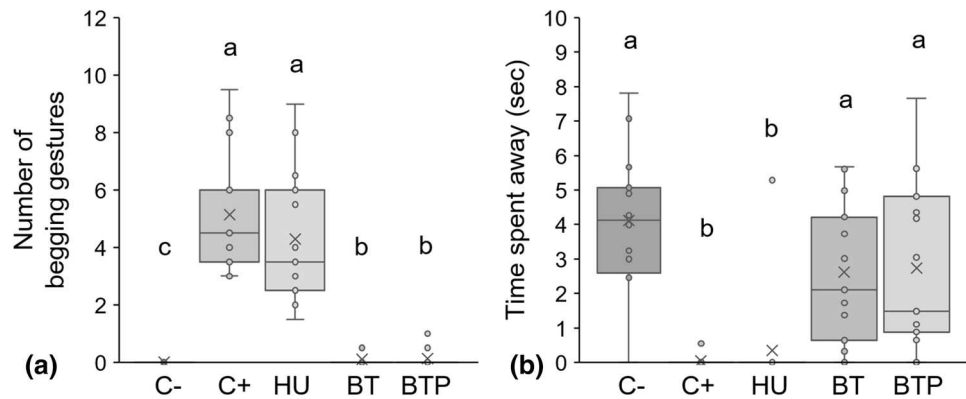 Number of
begging gestures
12
10
8
6
4
2
0
a
a
c
b
b
(a)
C-
C+
HU
BT
BTP
Time spent away (sec)
10
9
8
7
6
5
4
3
2
1
0
a
b
b
a
a
(b)
C-
C+
HU
BT
BTP